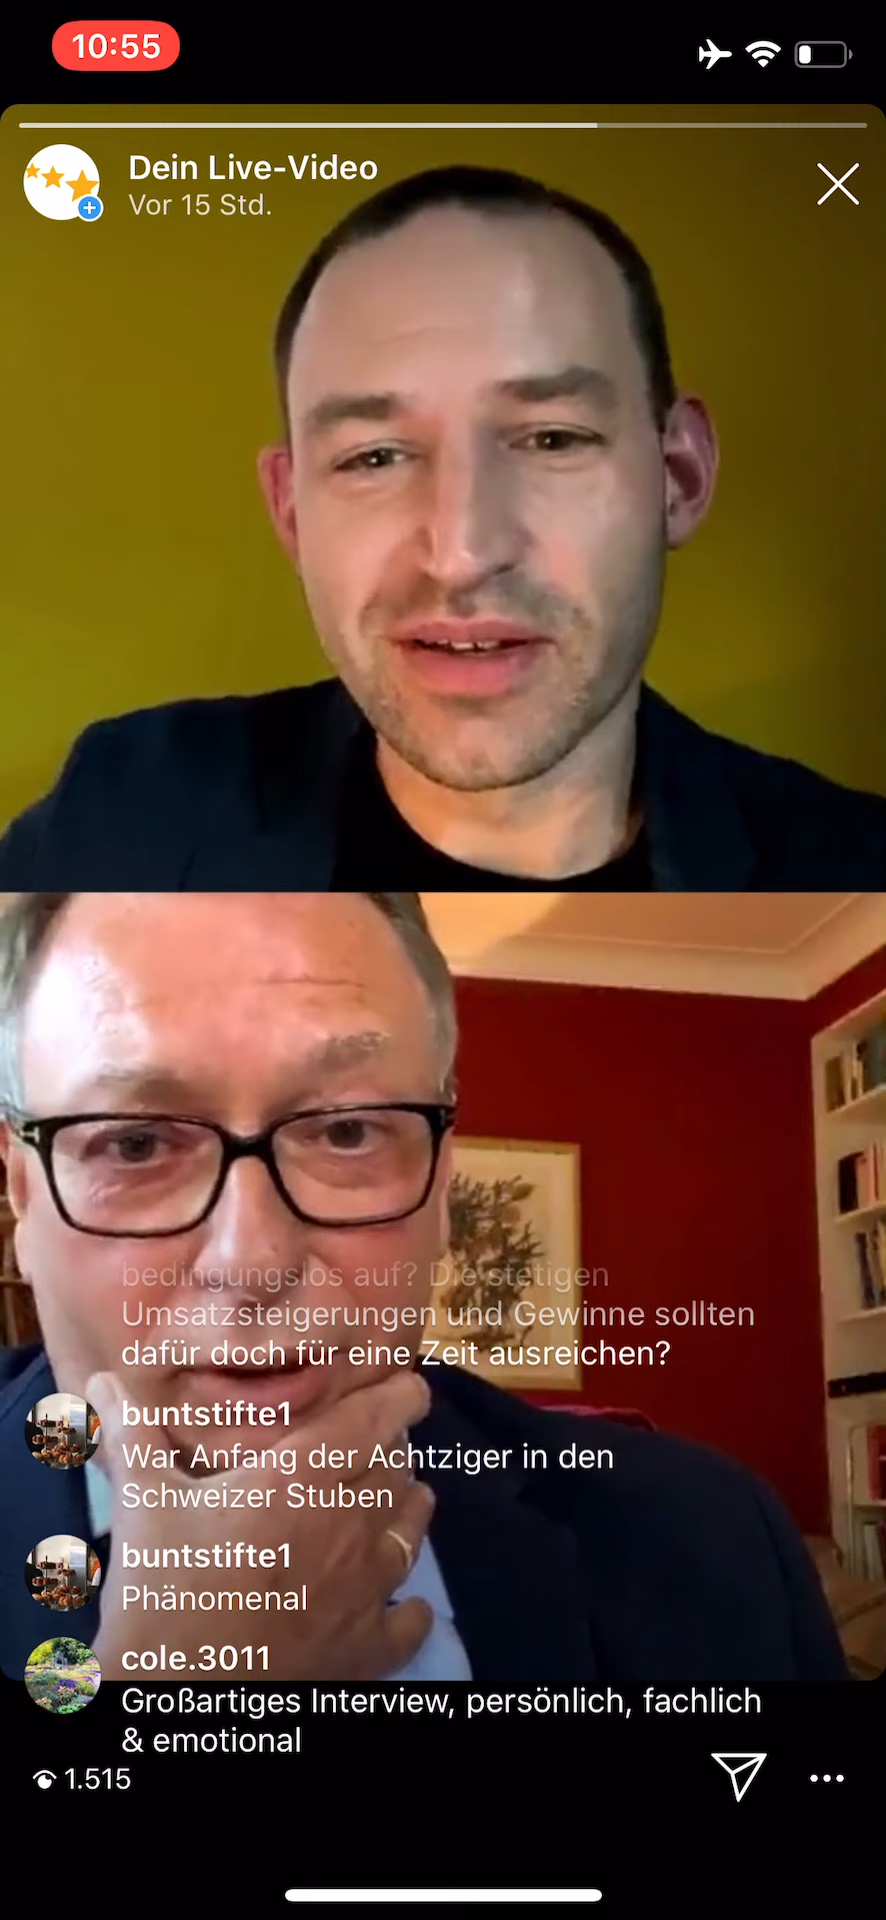 10:55
Dein Live-Video
Vor 15 Std.
bedingungslos auf? Die stetigen
Umsatzsteigerungen und Gewinne sollten
dafür doch für eine Zeit ausreichen?
buntstifte1
War Anfang der Achtziger in den
Schweizer Stuben
buntstifte1
Phänomenal
cole.3011
Großartiges Interview, persönlich, fachlich
& emotional
1.515